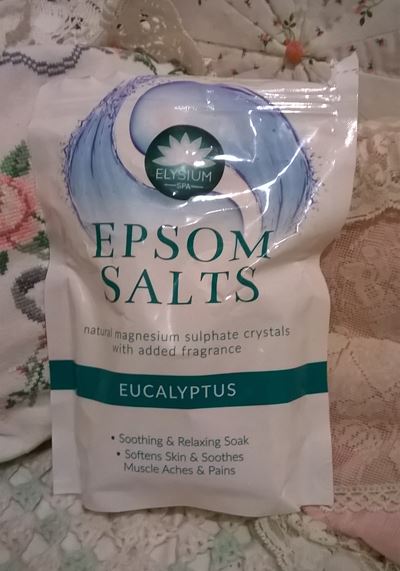 ELYSIUM
SPA
EPSOM
SALTS
natural magnesium sulphate crystals
with added fragrance
EUCALYPTUS
• Soothing & Relaxing Soak
• Softens Skin & Soothes
Muscle Aches & Pains